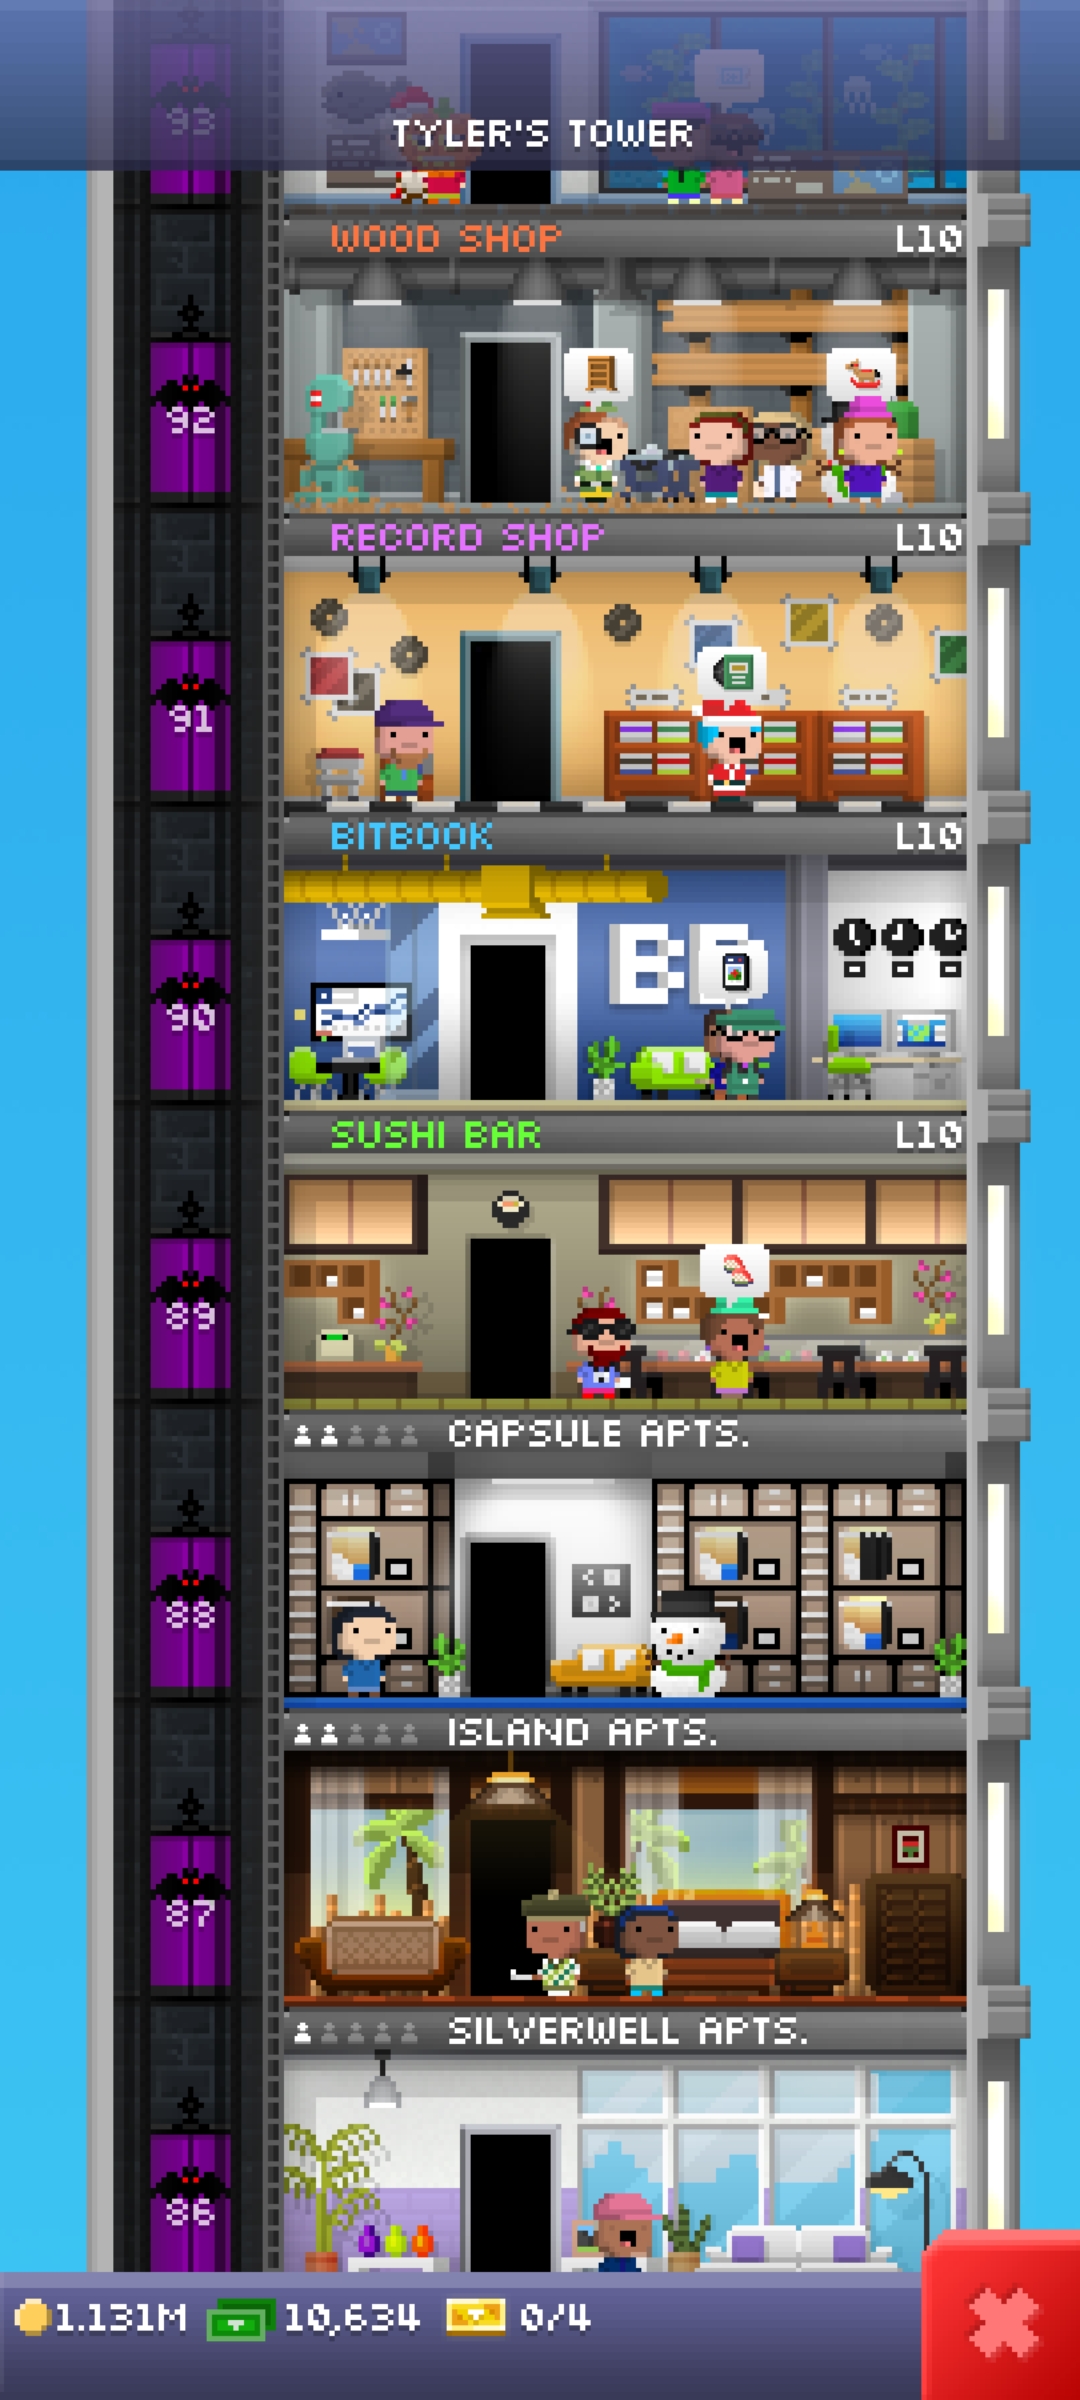 93
TYLER'S TOWER
WOOD SHOP L10
92
RECORD SHOP L10
91
BITBOOK L10
BB
90
SUSHI BAR L10
89
CAPSULE APTS.
88
ISLAND APTS.
87
SILVERWELL APTS.
86
1.131M 10,634 0/4